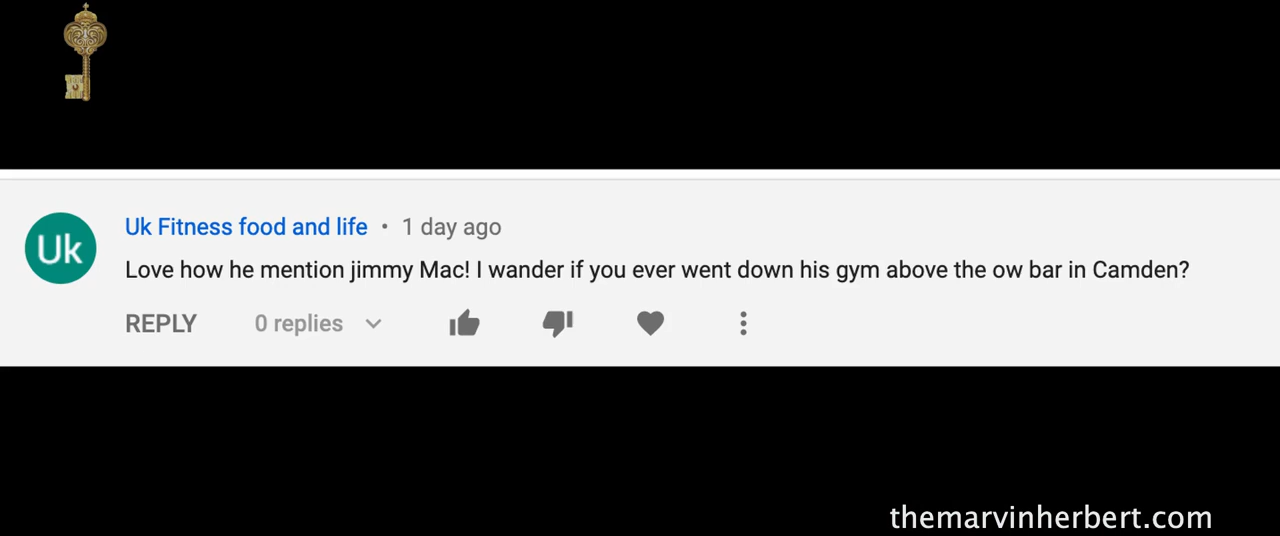 Uk
Uk Fitness food and life • 1 day ago
Love how he mention jimmy Mac! I wander if you ever went down his gym above the ow bar in Camden?
REPLY 0 replies
themarvinherbert.com